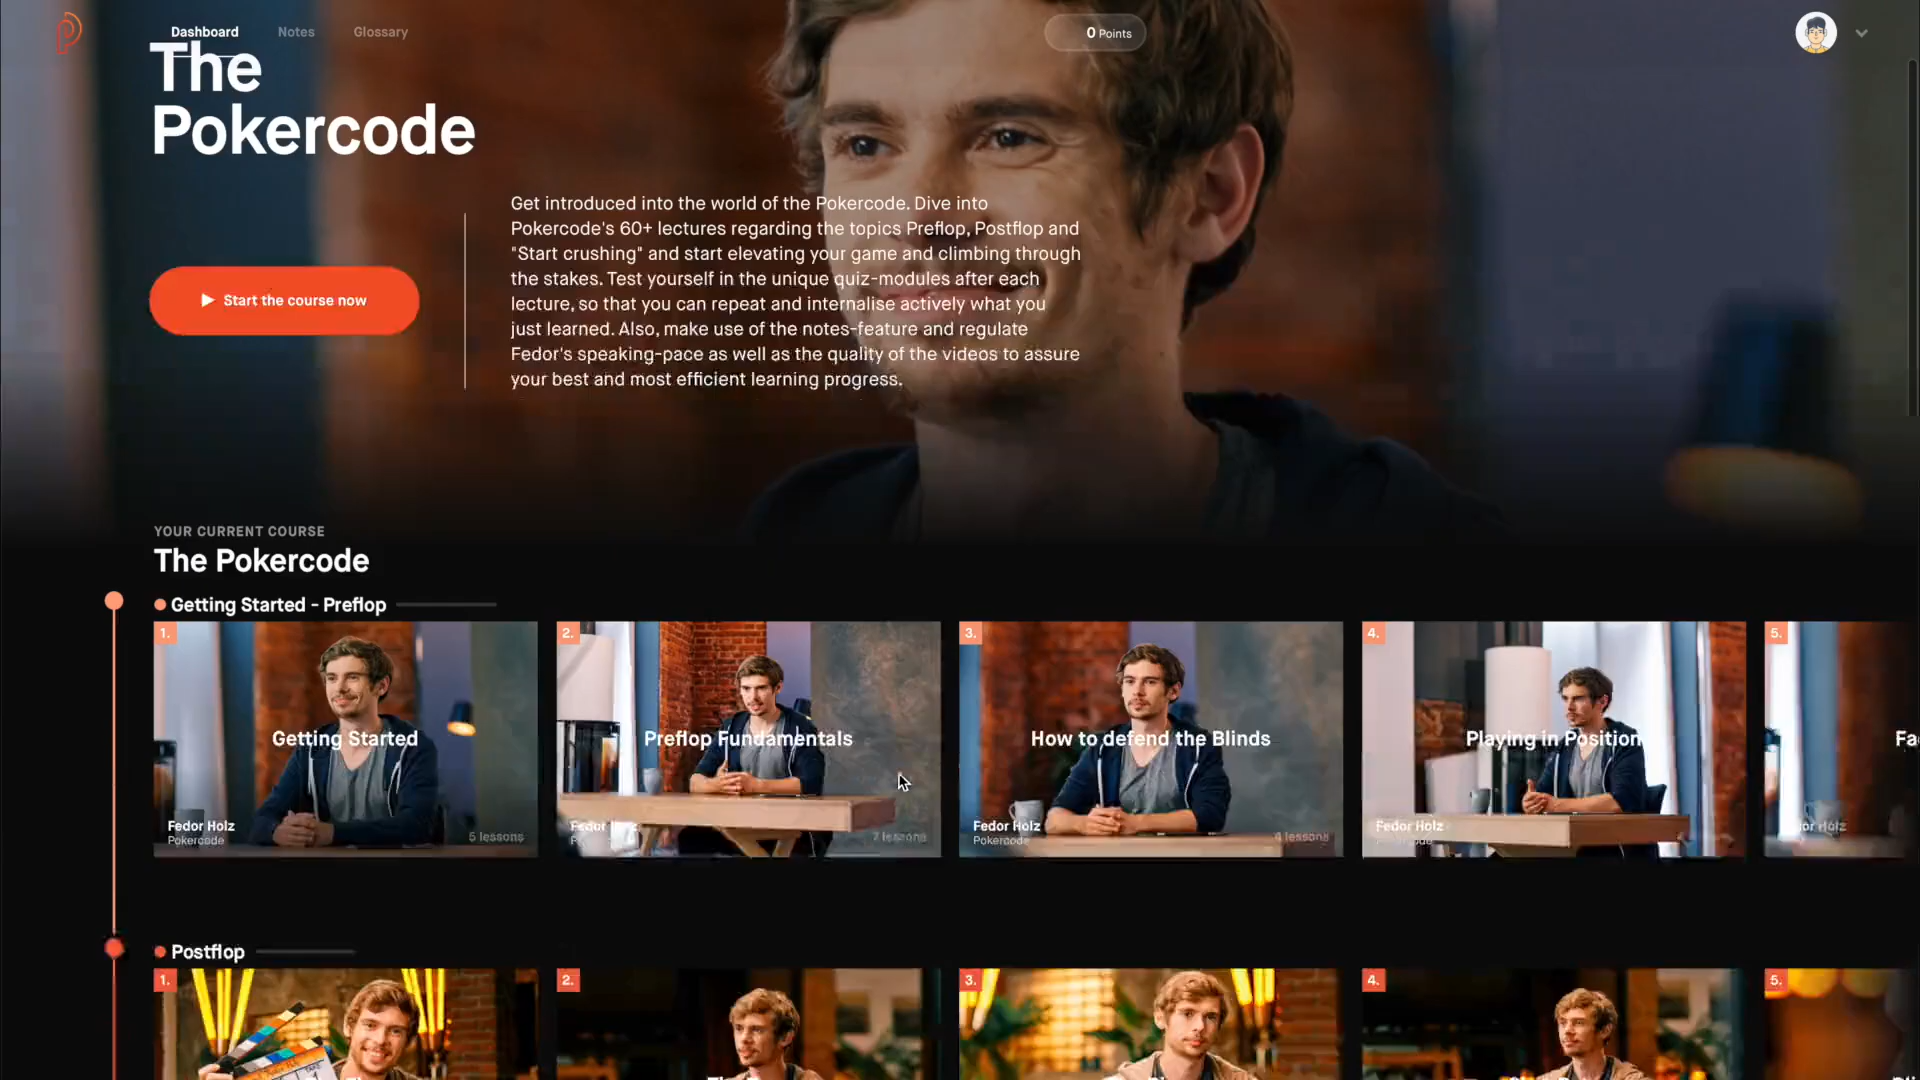 Dashboard
Notes
Glossary
0 Points
The
Pokercode
Start the course now
Get introduced into the world of the Pokercode. Dive into
Pokercode's 60+ lectures regarding the topics Preflop, Postflop and
"Start crushing" and start elevating your game and climbing through
the stakes. Test yourself in the unique quiz-modules after each
lecture, so that you can repeat and internalise actively what you
just learned. Also, make use of the notes-feature and regulate
Fedor's speaking-pace as well as the quality of the videos to assure
your best and most efficient learning progress.
YOUR CURRENT COURSE
The Pokercode
Getting Started - Preflop
1.
Getting Started
Fedor Holz
Pokercode
5 lessons
2.
Preflop Fundamentals
Fedor
7 lessons
3.
How to defend the Blinds
Fedor Holz
Pokercode
4 lessons
4.
Playing in Position
Fedor Holz
Pokercode
5.
Fa
Holz
Postflop
1.
2.
3.
4.
5.